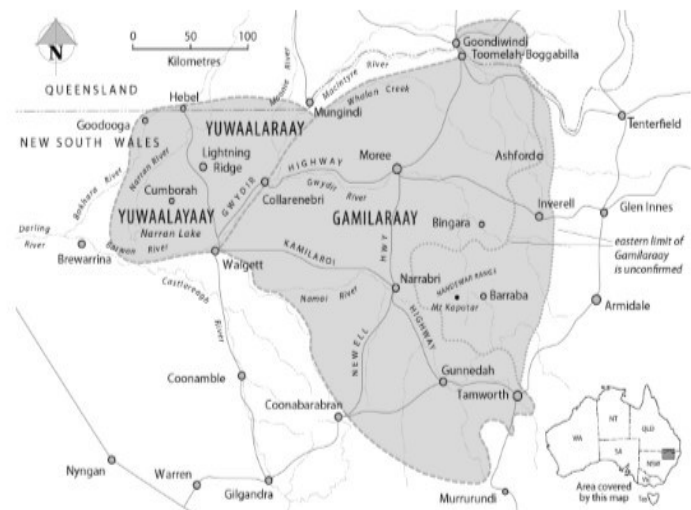 N
0 50 100
Kilometres
Goondiwindi
Toomelah-Boggabilla
QUEENSLAND
NEW SOUTH WALES
Hebel
Goodooga
Moonie River
Macintyre River
Whalan Creek
Mungindi
YUWAALARAAY
Tenterfield
Lightning
Ridge
Narran River
Bokhara River
HIGHWAY
GWYDIR
Gwydir River
Moree
Ashford
Cumborah
Collarenebri
YUWAALAYAAY
Narran Lake
GAMILARAAY
Bingara
Inverell
Glen Innes
Darling
River
Brewarrina
Barwon River
Walgett
KAMILAROI
HWY
eastern limit of
Gamilaraay
is unconfirmed
Castlereagh
River
Namoi River
Narrabri
NANDEWAR RANGE
Mt Kaputar
Barraba
Armidale
NEWELL
HIGHWAY
Coonamble
Gunnedah
Tamworth
Coonabarabran
Nyngan
Warren
Gilgandra
Murrurundi
WA
NT
QLD
SA
NSW
Area covered
by this map